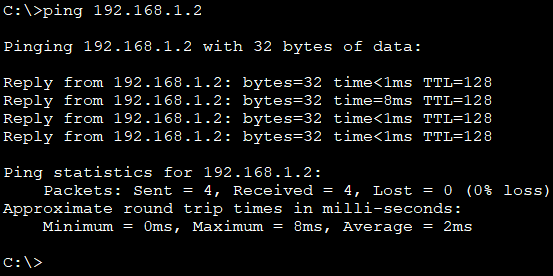 C:\>ping 192.168.1.2
Pinging 192.168.1.2 with 32 bytes of data:
Reply from 192.168.1.2: bytes=32 time<1ms TTL=128
Reply from 192.168.1.2: bytes=32 time=8ms TTL=128
Reply from 192.168.1.2: bytes=32 time<1ms TTL=128
Reply from 192.168.1.2: bytes=32 time<1ms TTL=128
Ping statistics for 192.168.1.2:
    Packets: Sent = 4, Received = 4, Lost = 0 (0% loss)
Approximate round trip times in milli-seconds:
    Minimum = 0ms, Maximum = 8ms, Average = 2ms
C:\>